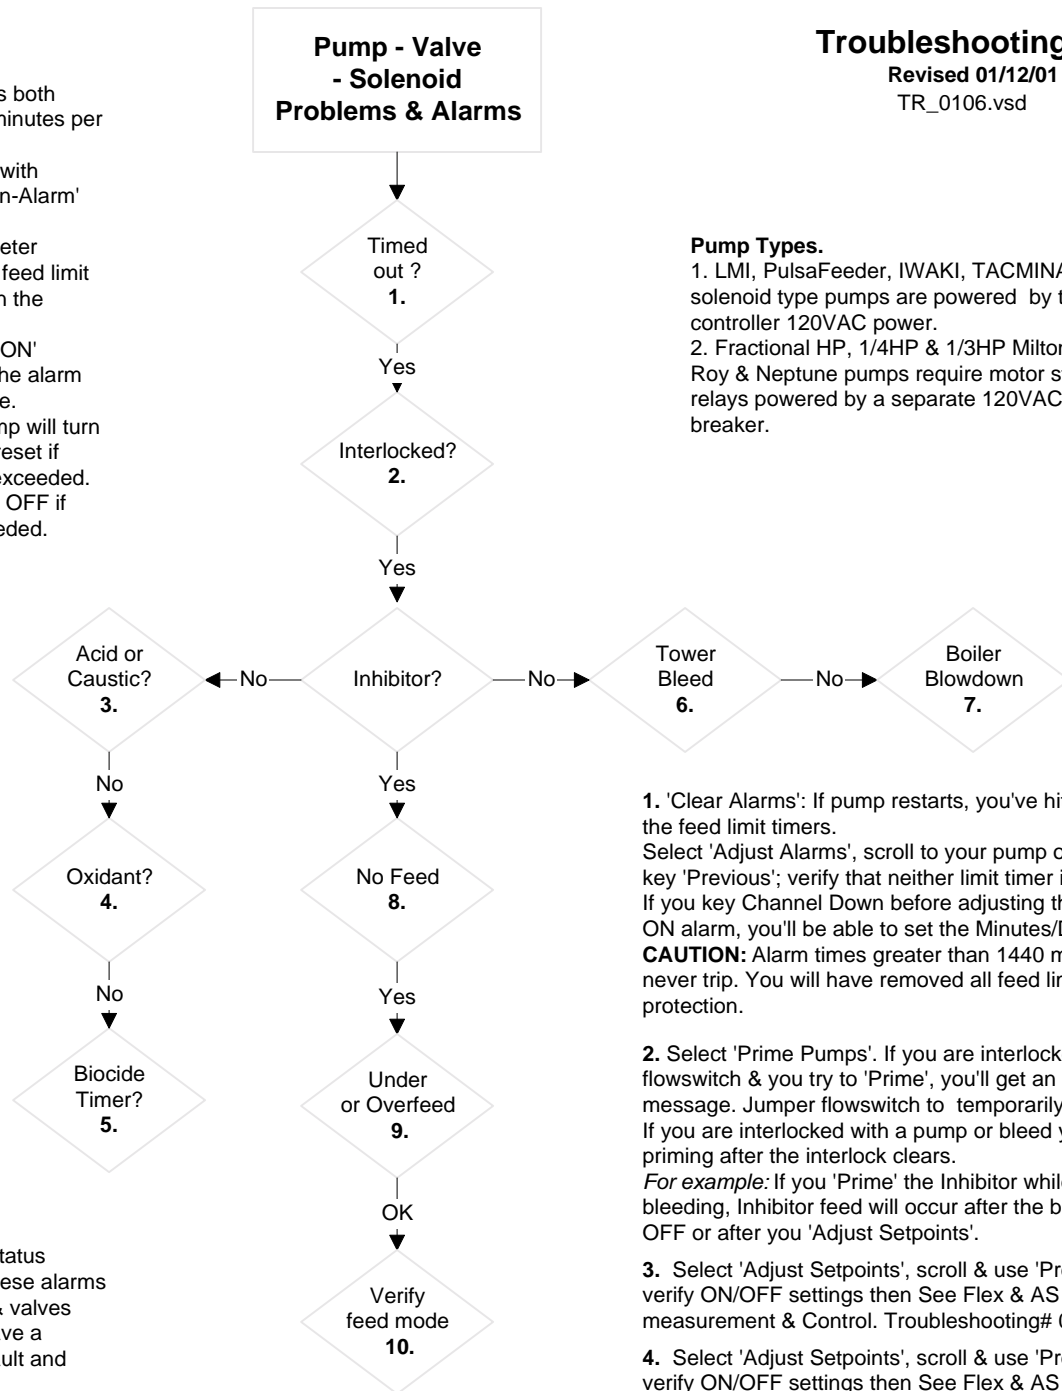 Pump - Valve
- Solenoid
Problems & Alarms
Troubleshooting
Revised 01/12/01
TR_0106.vsd
s both
minutes per
with
n-Alarm'
eter
feed limit
n the
ON'
he alarm
e.
mp will turn
reset if
exceeded.
OFF if
eded.
Timed
out ?
1.
Yes
Interlocked?
2.
Yes
Pump Types.
1. LMI, PulsaFeeder, IWAKI, TACMINA
solenoid type pumps are powered by t
controller 120VAC power.
2. Fractional HP, 1/4HP & 1/3HP Milton
Roy & Neptune pumps require motor s
relays powered by a separate 120VAC
breaker.
Acid or
Caustic?
3.
No
Inhibitor?
No
Tower
Bleed
6.
No
Boiler
Blowdown
7.
No
Oxidant?
4.
No
Biocide
Timer?
5.
Yes
No Feed
8.
Yes
Under
or Overfeed
9.
OK
Verify
feed mode
10.
1. 'Clear Alarms': If pump restarts, you've hi
the feed limit timers.
Select 'Adjust Alarms', scroll to your pump o
key 'Previous'; verify that neither limit timer i
If you key Channel Down before adjusting th
ON alarm, you'll be able to set the Minutes/D
CAUTION: Alarm times greater than 1440 m
never trip. You will have removed all feed lim
protection.
2. Select 'Prime Pumps'. If you are interlock
flowswitch & you try to 'Prime', you'll get an
message. Jumper flowswitch to temporarily
If you are interlocked with a pump or bleed y
priming after the interlock clears.
For example: If you 'Prime' the Inhibitor while
bleeding, Inhibitor feed will occur after the b
OFF or after you 'Adjust Setpoints'.
3. Select 'Adjust Setpoints', scroll & use 'Pre
verify ON/OFF settings then See Flex & AS
measurement & Control. Troubleshooting# 0
4. Select 'Adjust Setpoints', scroll & use 'Pre
verify ON/OFF settings then See Flex & AS
tatus
ese alarms
& valves
ve a
ult and